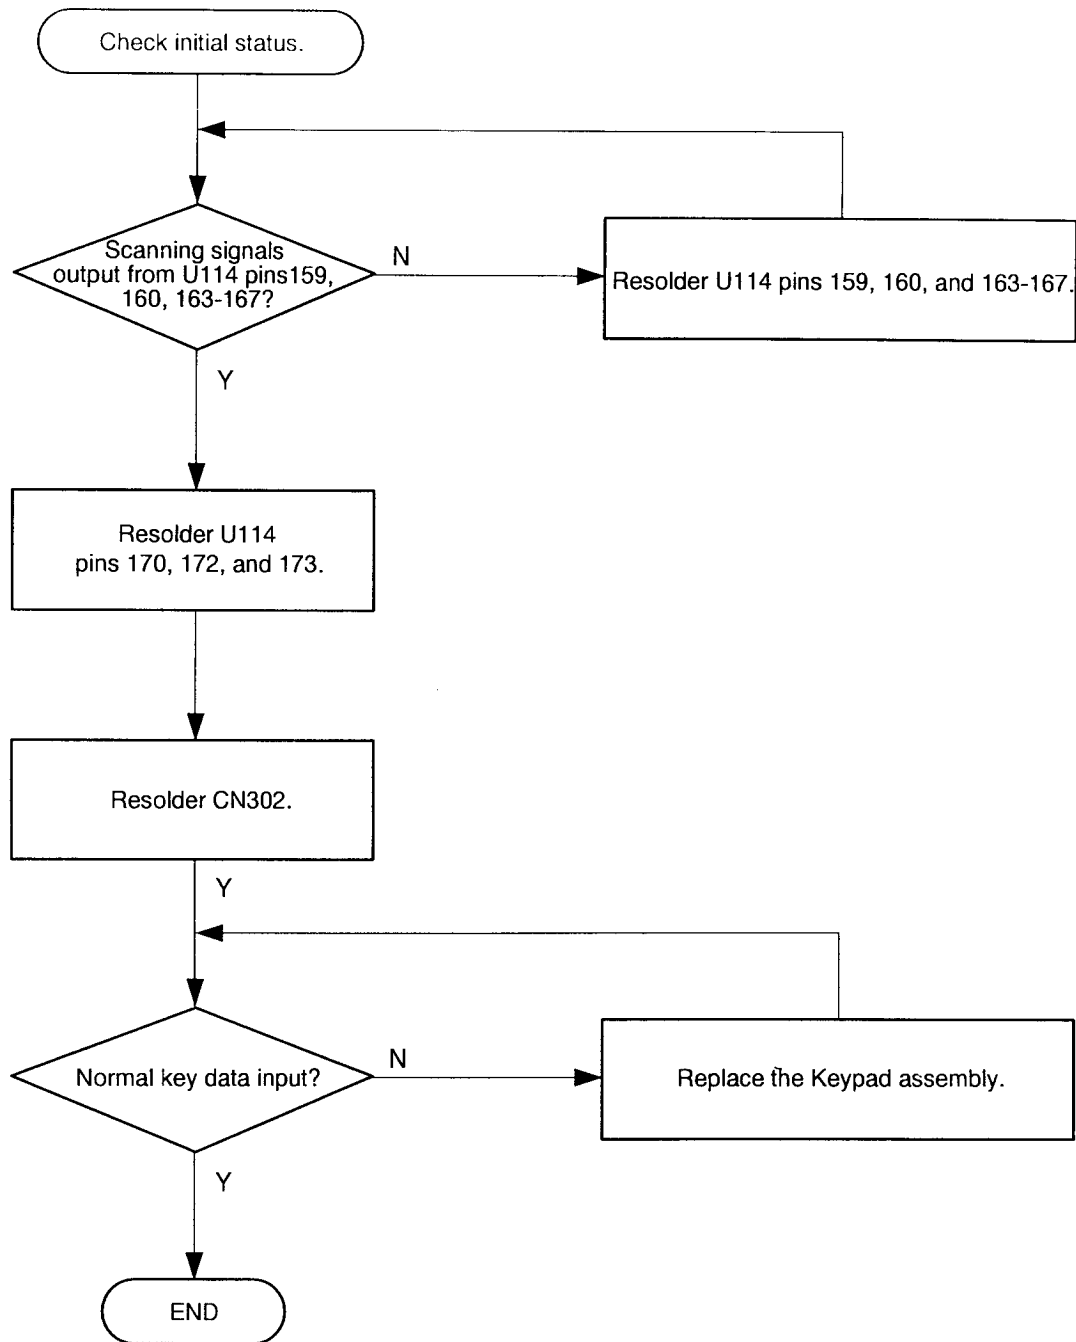 Check initial status.
Scanning signals
output from U114 pins159,
160, 163-167?
N
Resolder U114 pins 159, 160, and 163-167.
Y
Resolder U114
pins 170, 172, and 173.
Resolder CN302.
Y
Normal key data input?
N
Replace the Keypad assembly.
Y
END